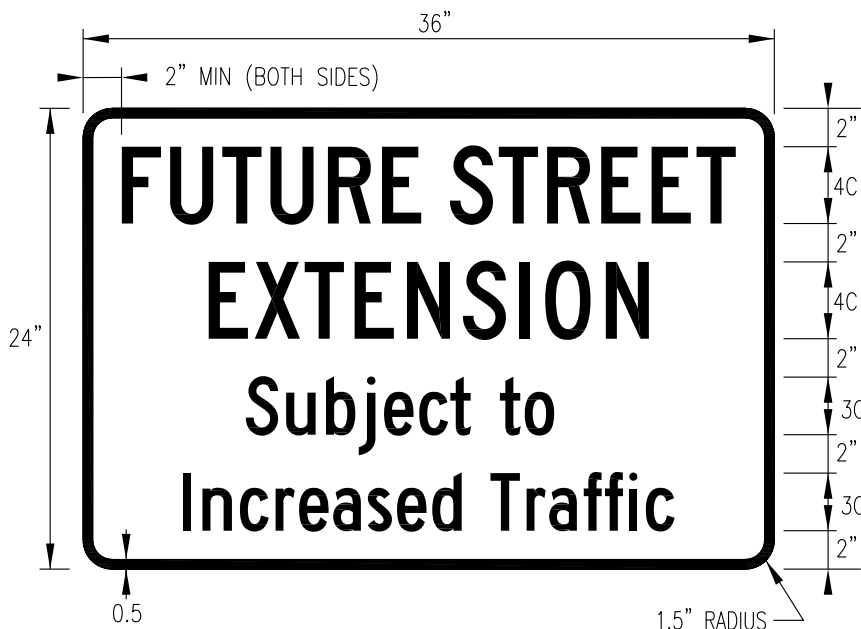 36”
2” MIN (BOTH SIDES)
2”
FUTURE STREET
4C
2”
EXTENSION
4C
24”
2”
Subject to
3C
2”
Increased Traffic
3C
2”
0.5
1.5” RADIUS